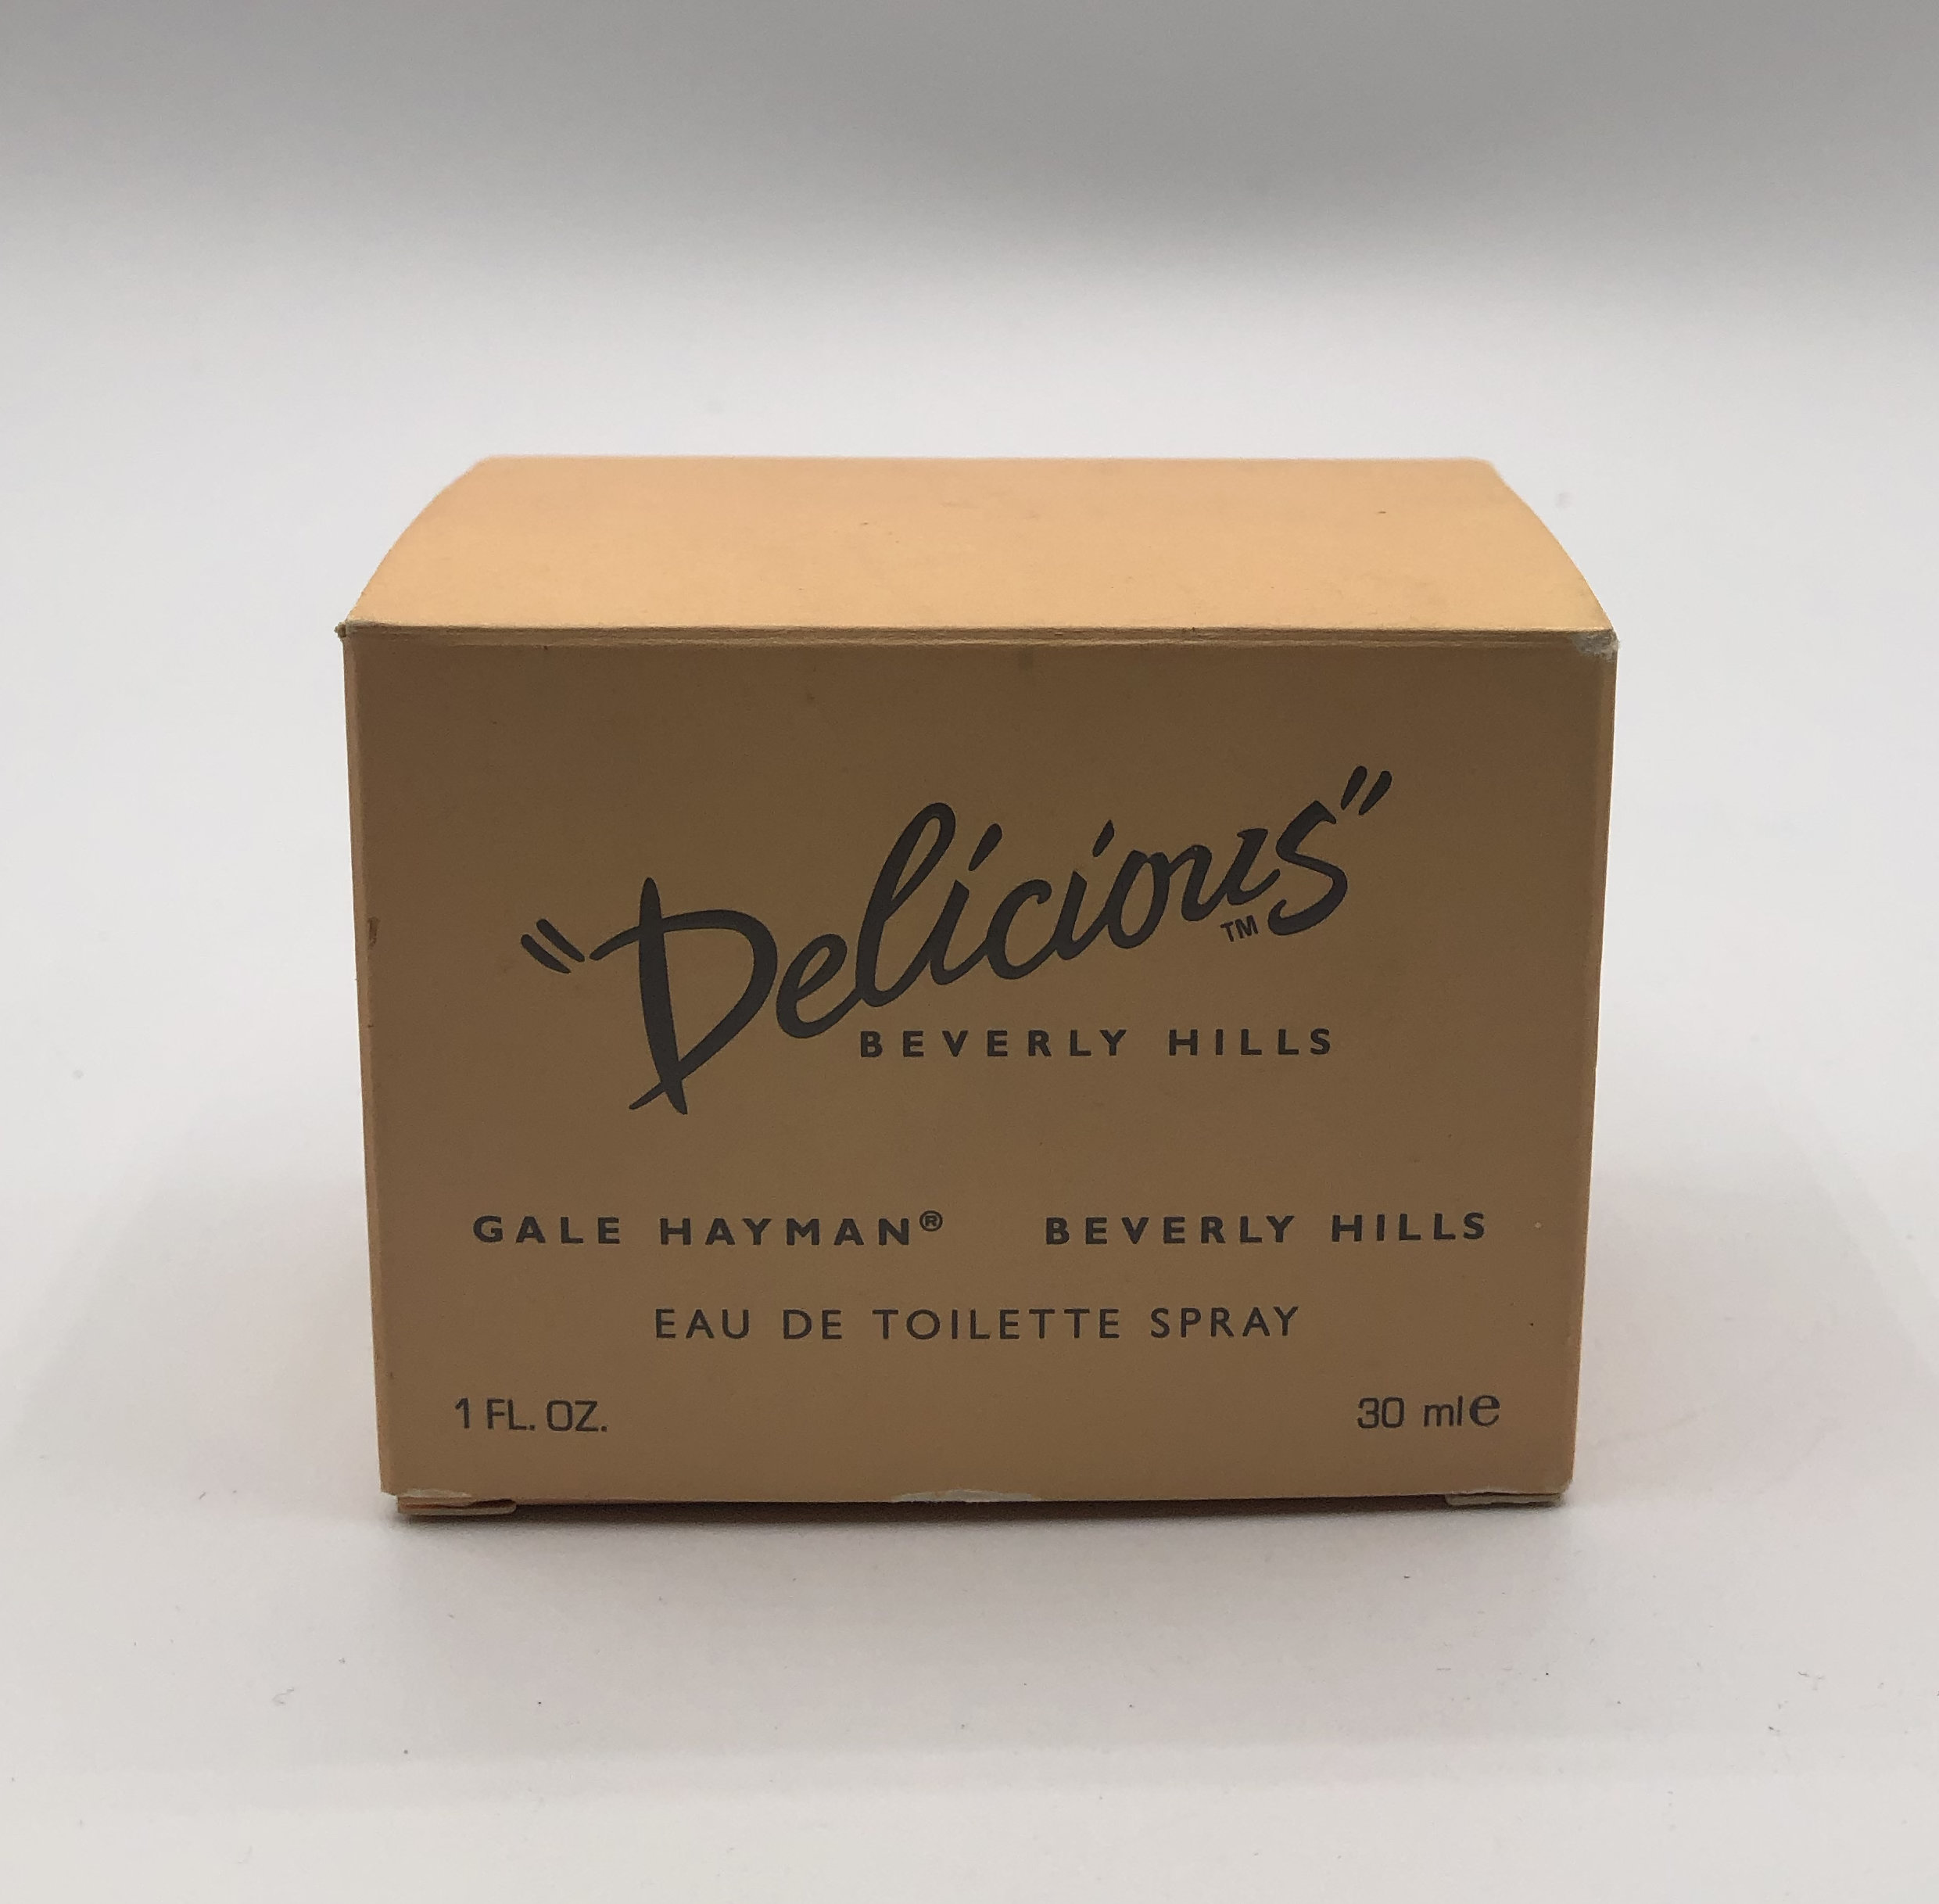 "Delicious"™
BEVERLY HILLS
GALE HAYMAN® BEVERLY HILLS
EAU DE TOILETTE SPRAY
1 FL. OZ. 30 ml e